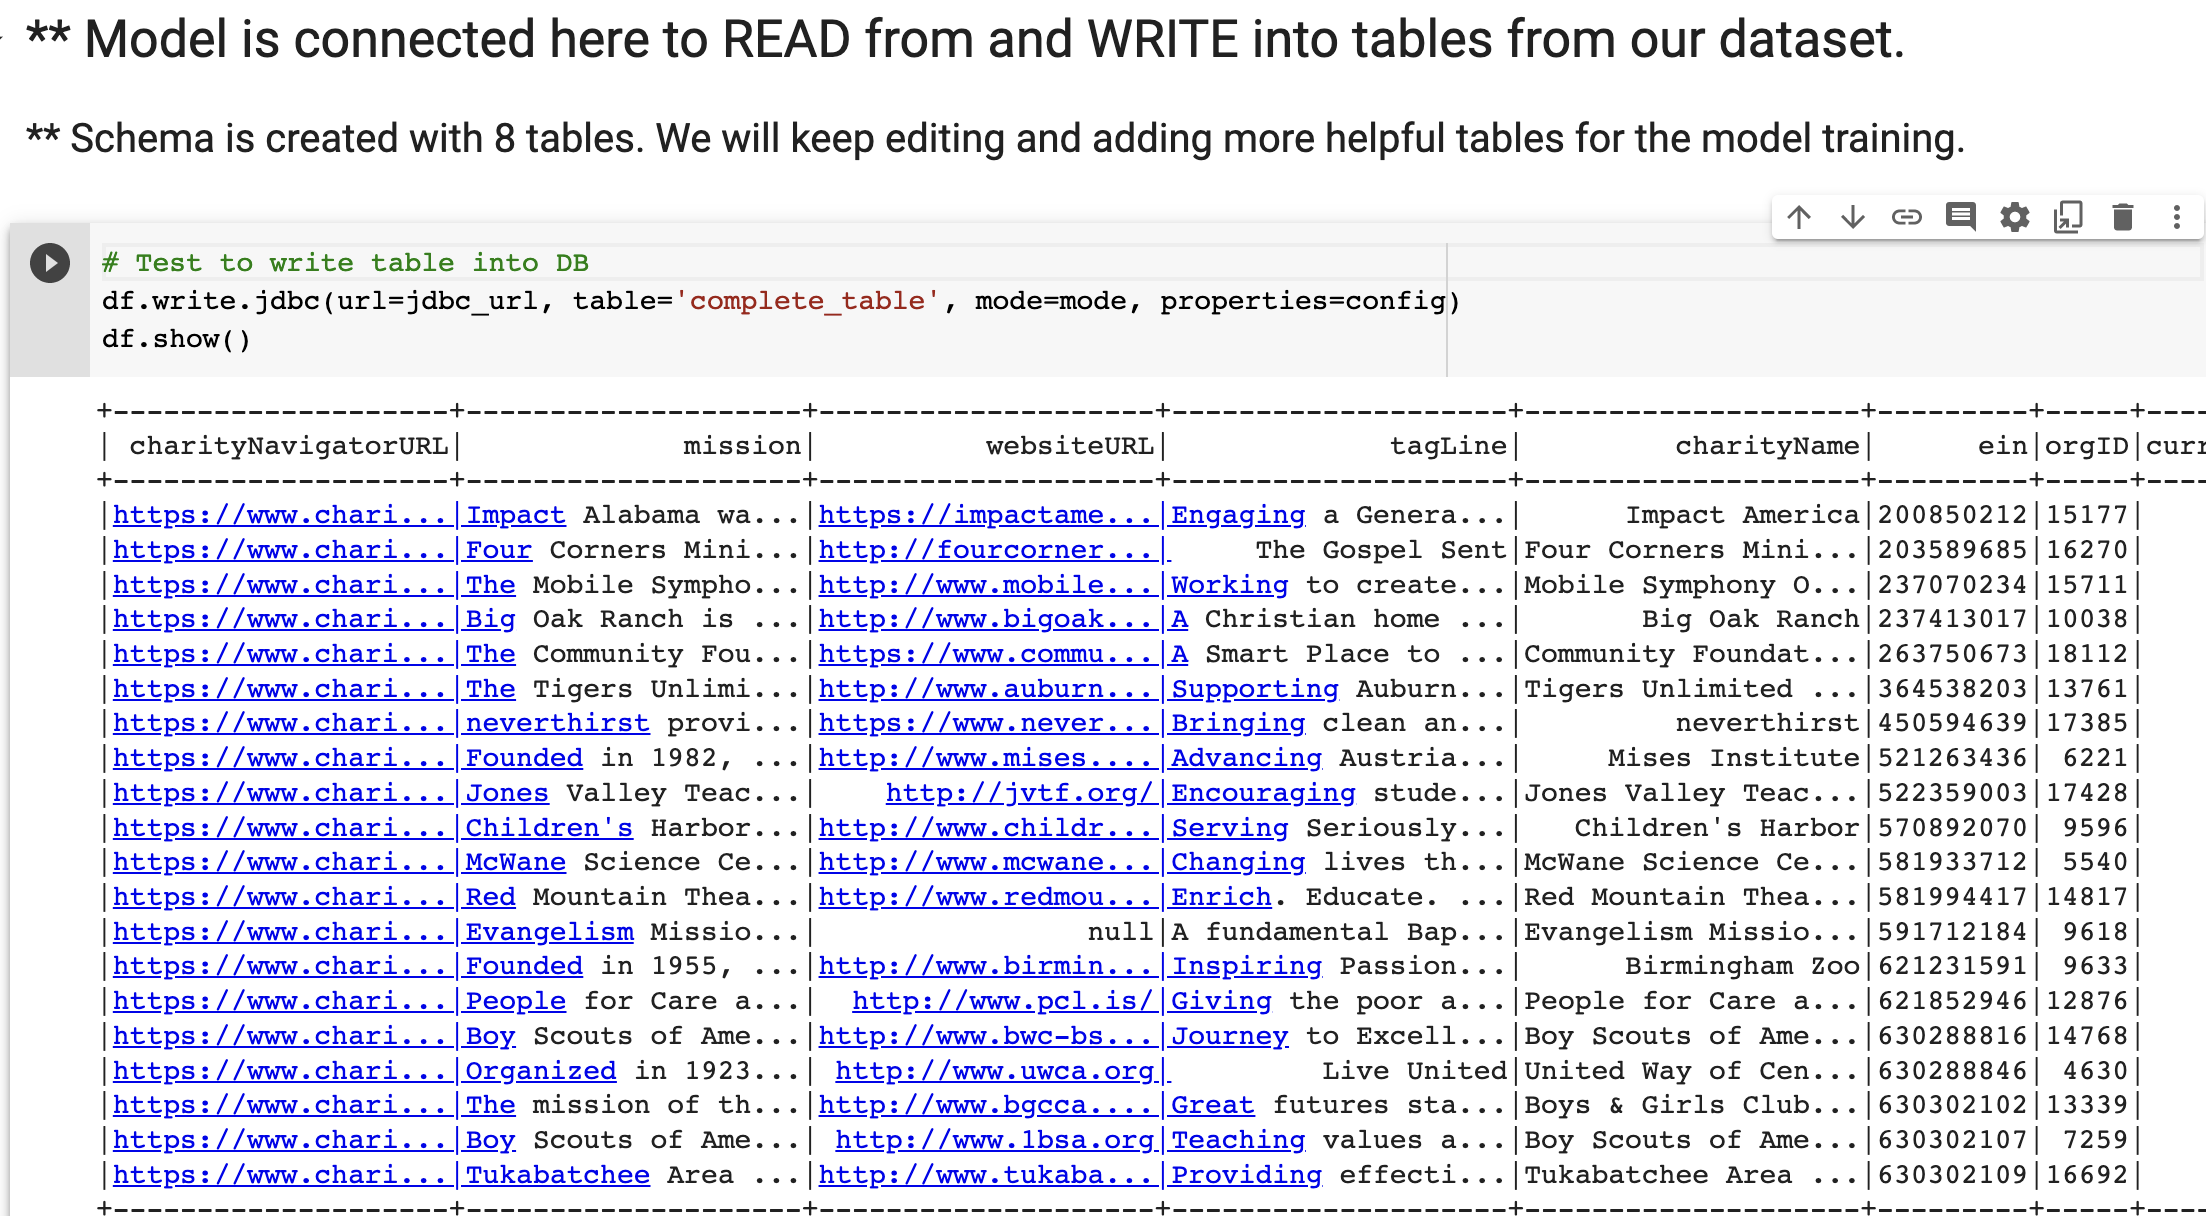 ** Model is connected here to READ from and WRITE into tables from our dataset.
** Schema is created with 8 tables. We will keep editing and adding more helpful tables for the model training.
# Test to write table into DB
df.write.jdbc(url=jdbc_url, table='complete_table', mode=mode, properties=config)
df.show()
+--------------------+--------------------+--------------------+--------------------+--------------------+---------+-----+----
| charityNavigatorURL|             mission|          websiteURL|             tagLine|         charityName|      ein|orgID|curr
+--------------------+--------------------+--------------------+--------------------+--------------------+---------+-----+----
|https://www.chari...|Impact Alabama wa...|https://impactame...|Engaging a Genera...|      Impact America|200850212|15177|
|https://www.chari...|Four Corners Mini...|http://fourcorner...|     The Gospel Sent|Four Corners Mini...|203589685|16270|
|https://www.chari...|The Mobile Sympho...|http://www.mobile...|Working to create...|Mobile Symphony O...|237070234|15711|
|https://www.chari...|Big Oak Ranch is ...|http://www.bigoak...|A Christian home ...|       Big Oak Ranch|237413017|10038|
|https://www.chari...|The Community Fou...|https://www.commu...|A Smart Place to ...|Community Foundat...|263750673|18112|
|https://www.chari...|The Tigers Unlimi...|http://www.auburn...|Supporting Auburn...|Tigers Unlimited ...|364538203|13761|
|https://www.chari...|neverthirst provi...|https://www.never...|Bringing clean an...|         neverthirst|450594639|17385|
|https://www.chari...|Founded in 1982, ...|http://www.mises....|Advancing Austria...|     Mises Institute|521263436| 6221|
|https://www.chari...|Jones Valley Teac...|    http://jvtf.org/|Encouraging stude...|Jones Valley Teac...|522359003|17428|
|https://www.chari...|Children's Harbor...|http://www.childr...|Serving Seriously...|   Children's Harbor|570892070| 9596|
|https://www.chari...|McWane Science Ce...|http://www.mcwane...|Changing lives th...|McWane Science Ce...|581933712| 5540|
|https://www.chari...|Red Mountain Thea...|http://www.redmou...|Enrich. Educate. ...|Red Mountain Thea...|581994417|14817|
|https://www.chari...|Evangelism Missio...|                null|A fundamental Bap...|Evangelism Missio...|591712184| 9618|
|https://www.chari...|Founded in 1955, ...|http://www.birmin...|Inspiring Passion...|      Birmingham Zoo|621231591| 9633|
|https://www.chari...|People for Care a...|  http://www.pcl.is/|Giving the poor a...|People for Care a...|621852946|12876|
|https://www.chari...|Boy Scouts of Ame...|http://www.bwc-bs...|Journey to Excell...|Boy Scouts of Ame...|630288816|14768|
|https://www.chari...|Organized in 1923...| http://www.uwca.org|         Live United|United Way of Cen...|630288846| 4630|
|https://www.chari...|The mission of th...|http://www.bgcca....|Great futures sta...|Boys & Girls Club...|630302102|13339|
|https://www.chari...|Boy Scouts of Ame...| http://www.1bsa.org|Teaching values a...|Boy Scouts of Ame...|630302107| 7259|
|https://www.chari...|Tukabatchee Area ...|http://www.tukaba...|Providing effecti...|Tukabatchee Area ...|630302109|16692|
+--------------------+--------------------+--------------------+--------------------+--------------------+---------+-----+----